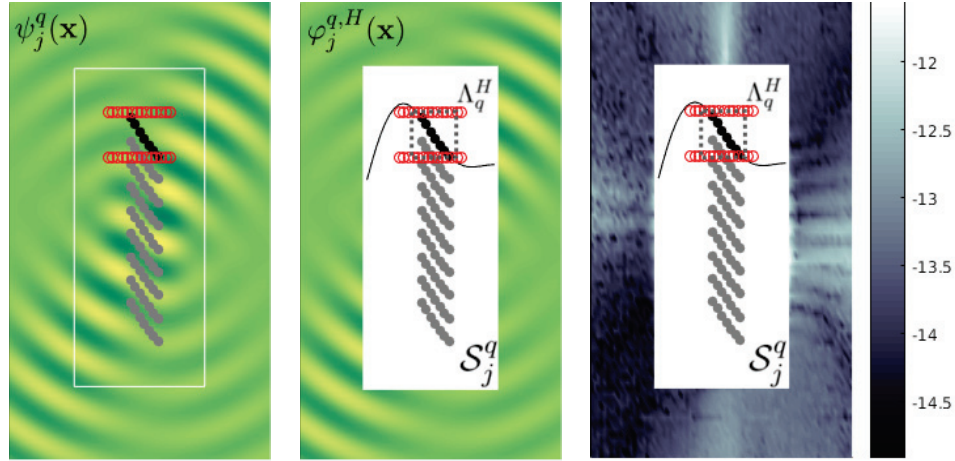 ψ_j^q(x)
φ_j^{q,H}(x)
Λ_q^H
S_j^q
Λ_q^H
S_j^q
-12
-12.5
-13
-13.5
-14
-14.5